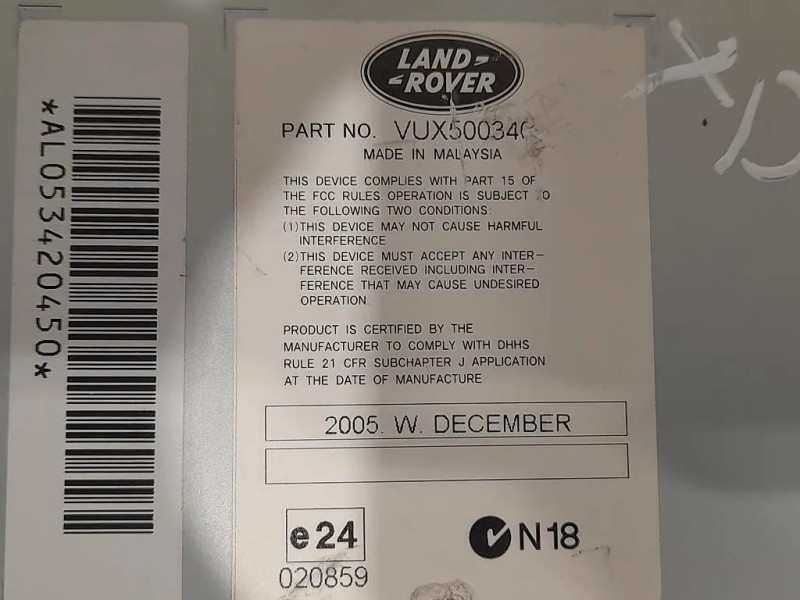 *AL053420450*
LAND-
-ROVER
PART NO. VUX500340
MADE IN MALAYSIA
THIS DEVICE COMPLIES WITH PART 15 OF
THE FCC RULES OPERATION IS SUBJECT TO
THE FOLLOWING TWO CONDITIONS:
(1)THIS DEVICE MAY NOT CAUSE HARMFUL
INTERFERENCE
(2)THIS DEVICE MUST ACCEPT ANY INTER-
FERENCE RECEIVED INCLUDING INTER-
FERENCE THAT MAY CAUSE UNDESIRED
OPERATION.
PRODUCT IS CERTIFIED BY THE
MANUFACTURER TO COMPLY WITH DHHS
RULE 21 CFR SUBCHAPTER J APPLICATION
AT THE DATE OF MANUFACTURE
2005. W. DECEMBER
e24
020859
N18